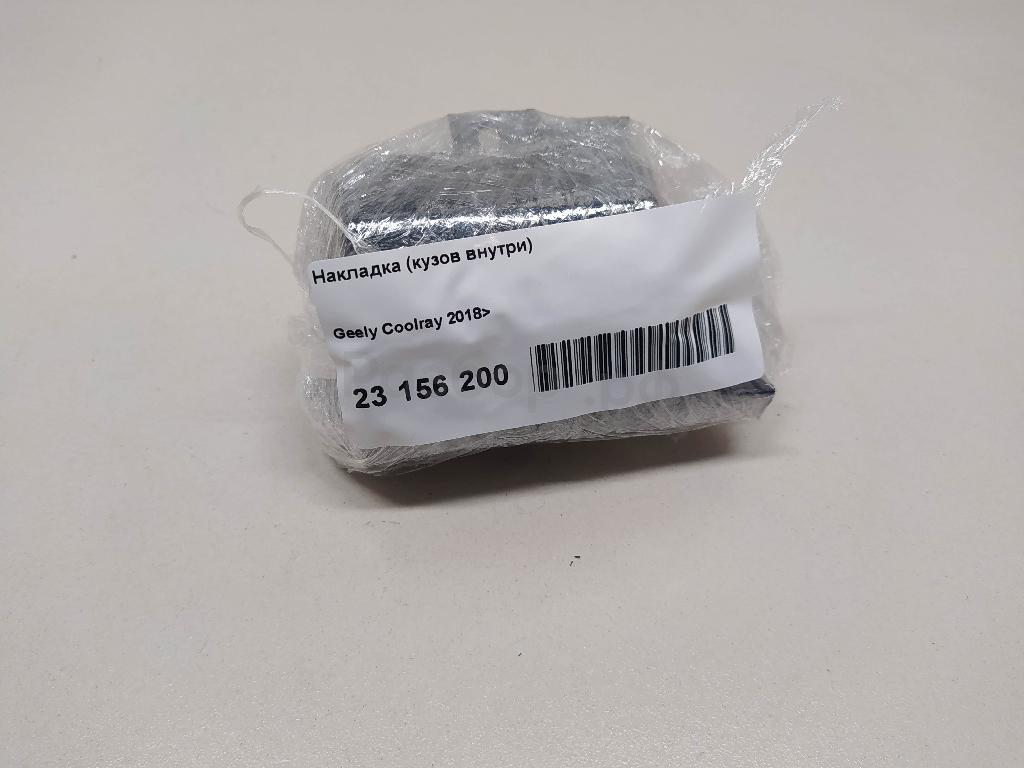 Накладка (кузов внутри)
Geely Coolray 2018>
23 156 200